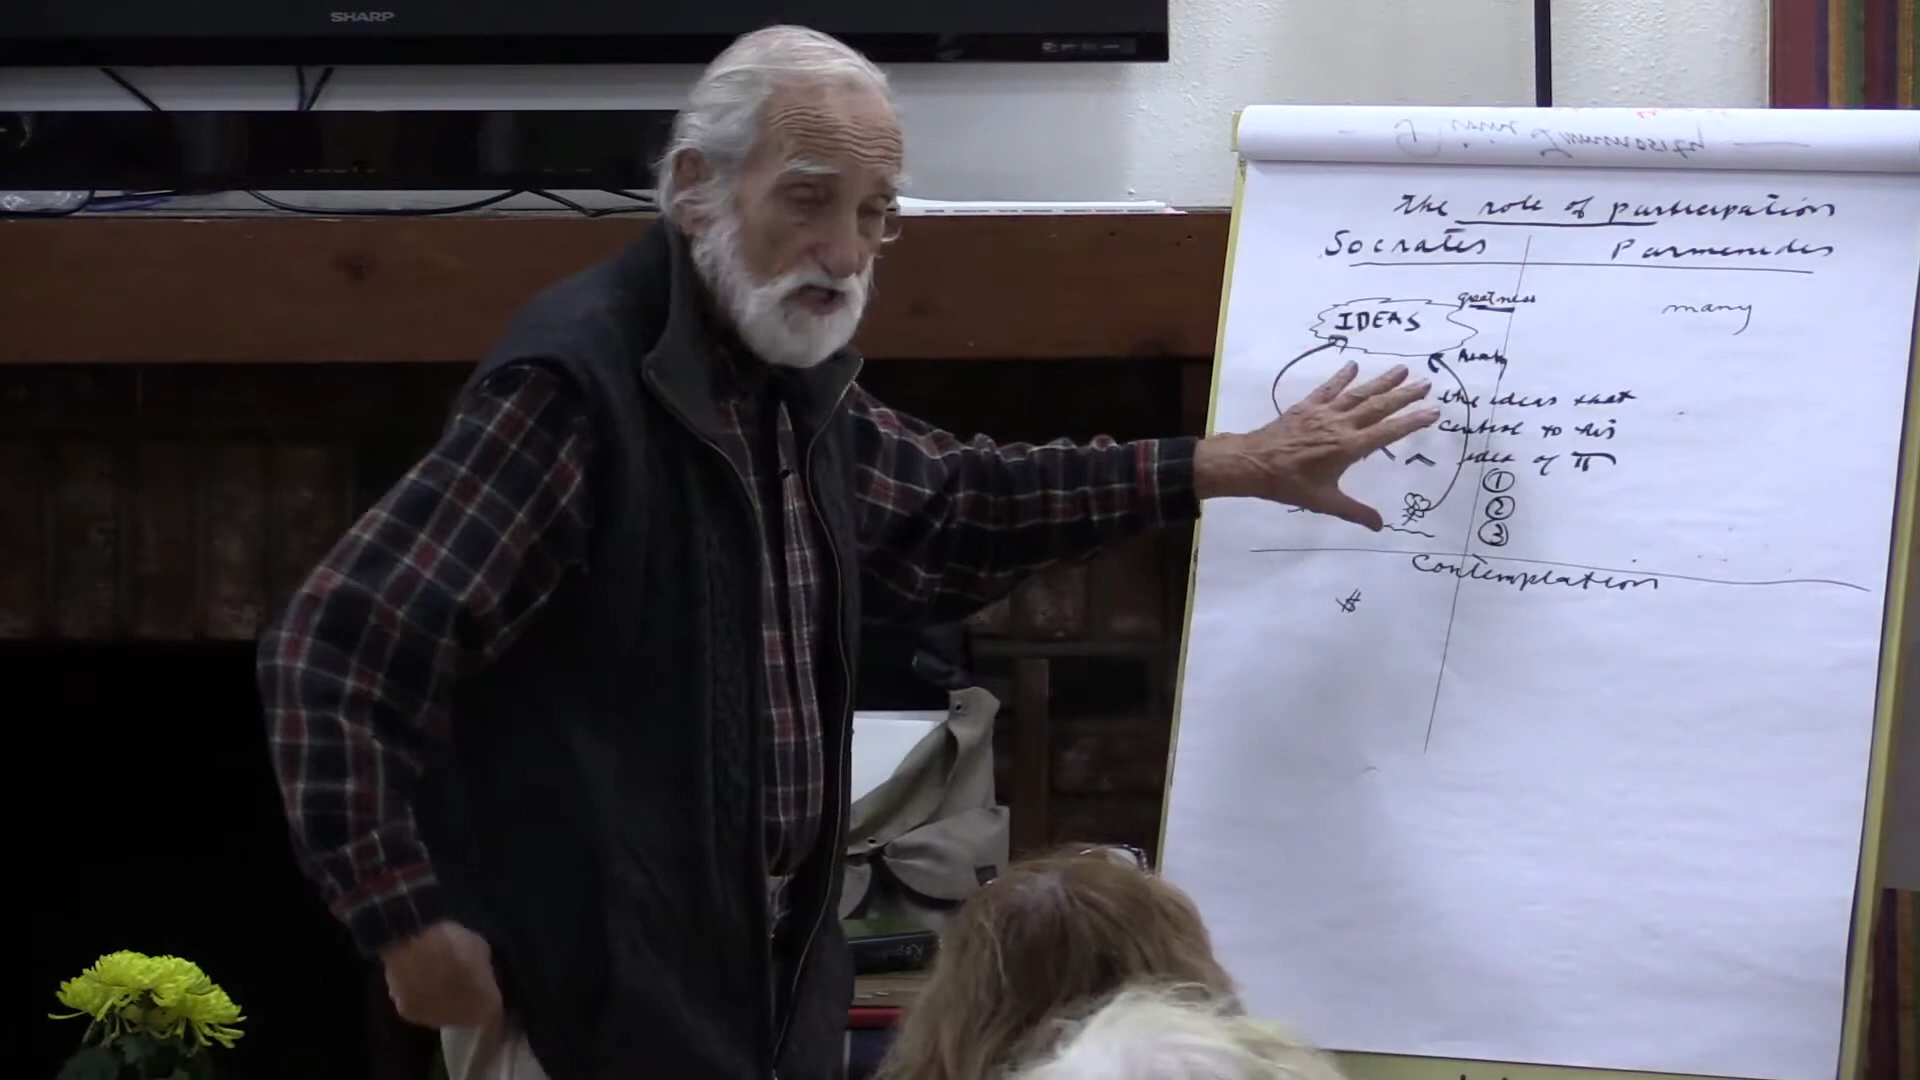 SHARP
the role of participation
Socrates Parmenides
greatness
IDEAS
many
the ideas that
control to his
idea of π
①
②
③
Contemplation
$